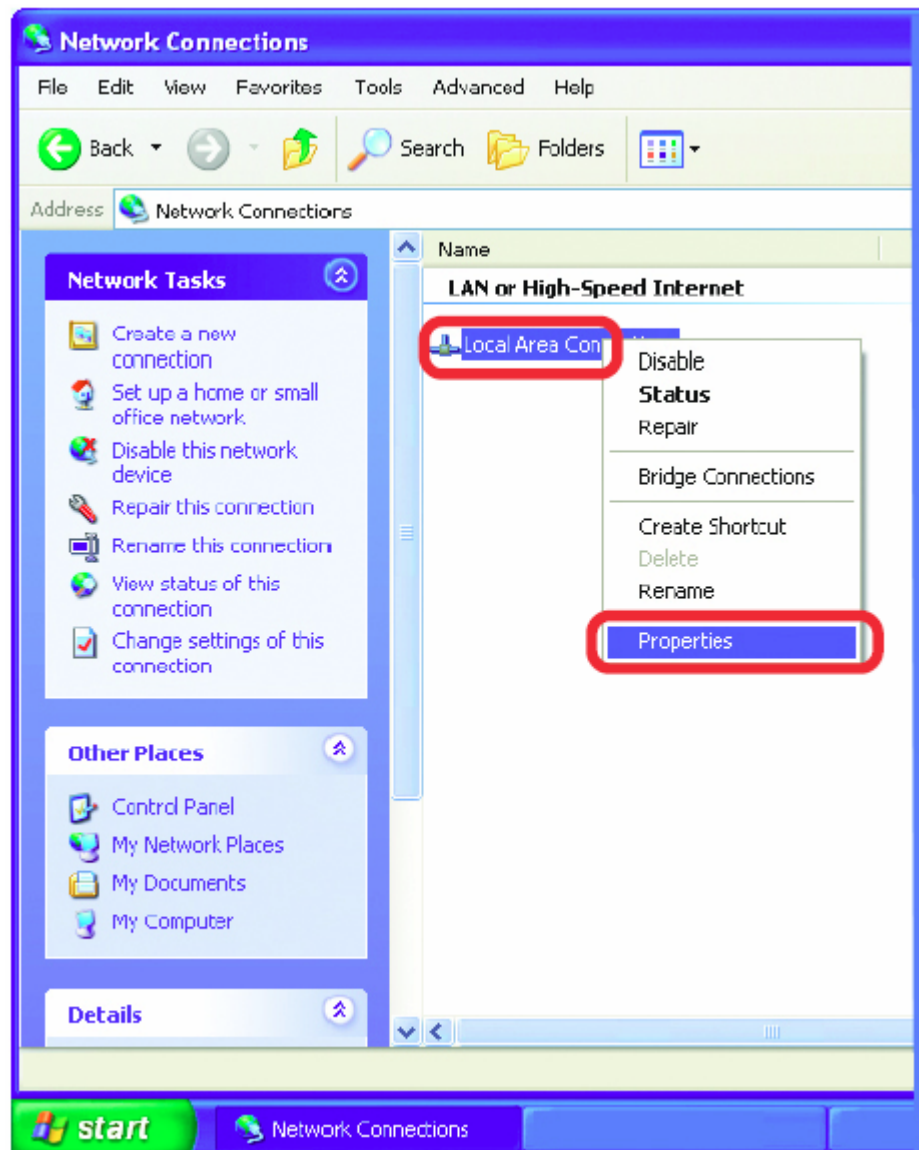 Network Connections
File Edit View Favorites Tools Advanced Help
Back Search Folders
Address Network Connections
Network Tasks
Create a new
connection
Set up a home or small
office network
Disable this network
device
Repair this connection
Rename this connection
View status of this
connection
Change settings of this
connection
Other Places
Control Panel
My Network Places
My Documents
My Computer
Details
Name
LAN or High-Speed Internet
Local Area Con
Disable
Status
Repair
Bridge Connections
Create Shortcut
Delete
Rename
Properties
start Network Connections